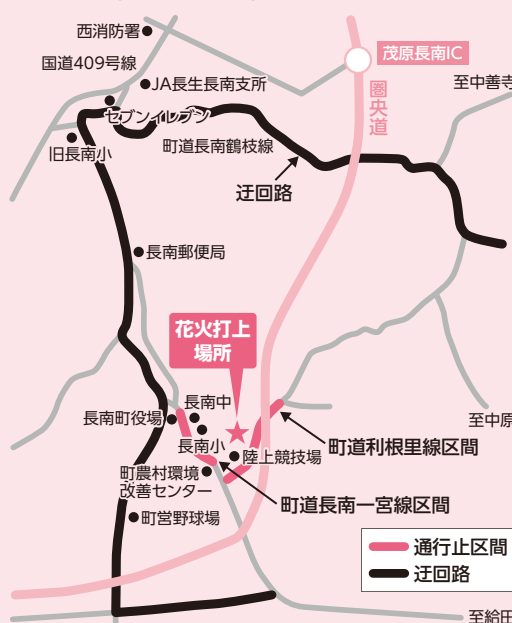 西消防署
茂原長南IC
国道409号線
JA長生長南支所
圏央道
至中善寺
セブンイレブン
旧長南小
町道長南鶴枝線
迂回路
長南郵便局
花火打上
場所
長南中
長南町役場
長南小
陸上競技場
町道利根里線区間
町農村環境
改善センター
町道長南一宮線区間
町営野球場
至中原
通行止区間
迂回路
至給田